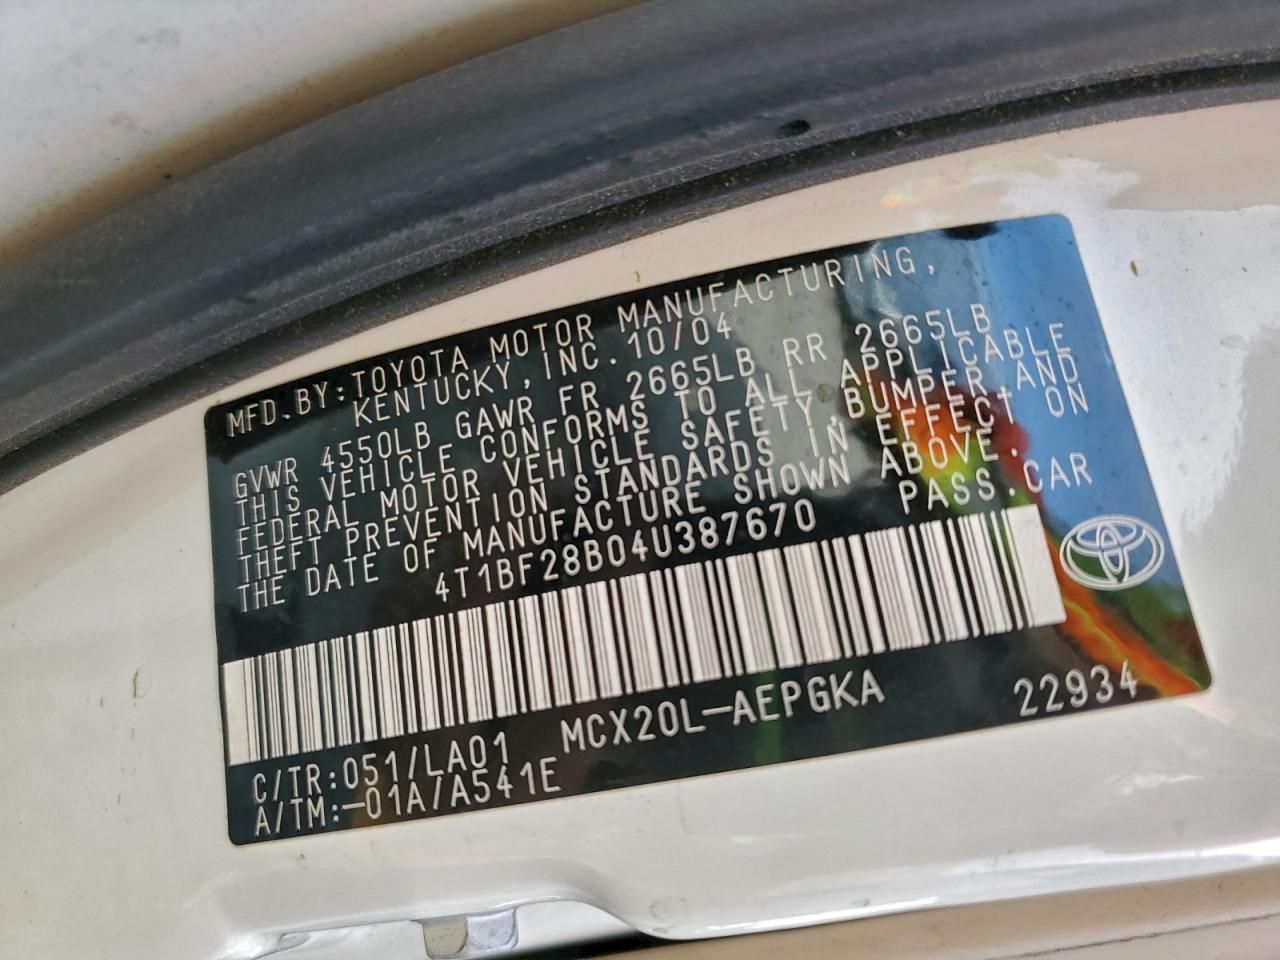 MFD. BY: TOYOTA MOTOR MANUFACTURING,
KENTUCKY, INC. 10/04
GVWR 4550LB GAWR FR 2665LB RR 2665LB
THIS VEHICLE CONFORMS TO ALL APPLICABLE
FEDERAL MOTOR VEHICLE SAFETY, BUMPER, AND
THEFT PREVENTION STANDARDS IN EFFECT ON
THE DATE OF MANUFACTURE SHOWN ABOVE.
4T1BF28B04U387670 PASS. CAR
C/TR: 051/LA01 MCX20L-AEPGKA 22934
A/TM: -01A/A541E